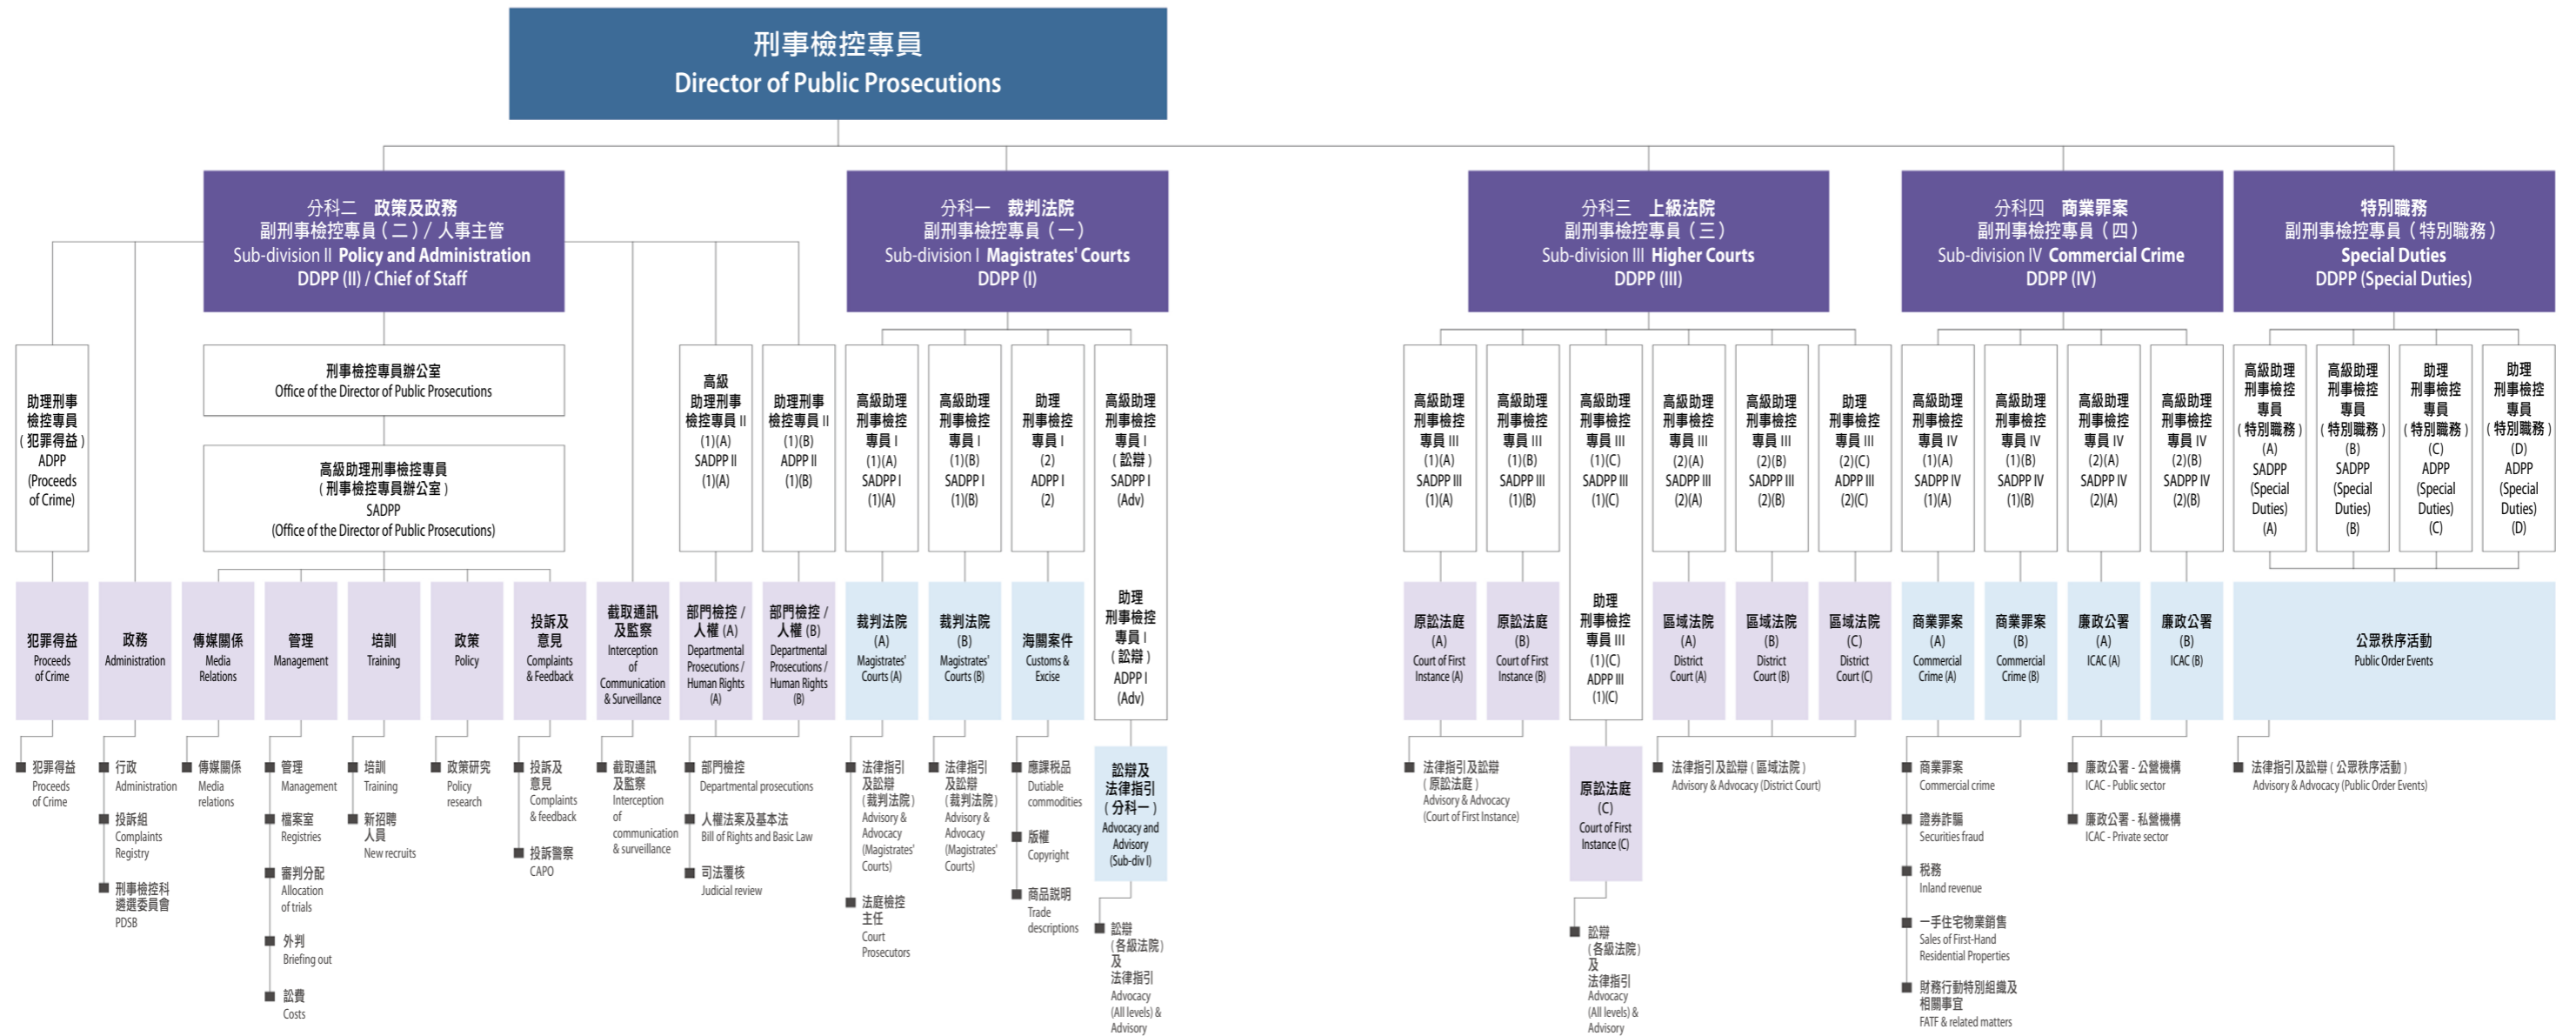 刑事檢控專員
Director of Public Prosecutions
分科二 政策及政務
副刑事檢控專員（二）/ 人事主管
Sub-division II Policy and Administration
DDPP (II) / Chief of Staff
分科一 裁判法院
副刑事檢控專員（一）
Sub-division I Magistrates' Courts
DDPP (I)
分科三 上級法院
副刑事檢控專員（三）
Sub-division III Higher Courts
DDPP (III)
分科四 商業罪案
副刑事檢控專員（四）
Sub-division IV Commercial Crime
DDPP (IV)
特別職務
副刑事檢控專員（特別職務）
Special Duties
DDPP (Special Duties)
助理刑事
檢控專員
（犯罪得益）
ADPP
(Proceeds
of Crime)
刑事檢控專員辦公室
Office of the Director of Public Prosecutions
高級助理刑事檢控專員
（刑事檢控專員辦公室）
SADPP
(Office of the Director of Public Prosecutions)
高級
助理刑事
檢控專員 II
(1)(A)
SADPP II
(1)(A)
助理刑事
檢控專員 II
(1)(B)
ADPP II
(1)(B)
高級助理
刑事檢控
專員 I
(1)(A)
SADPP I
(1)(A)
高級助理
刑事檢控
專員 I
(1)(B)
SADPP I
(1)(B)
助理
刑事檢控
專員 I
(2)
ADPP I
(2)
高級助理
刑事檢控
專員 I
（訟辯）
SADPP I
(Adv)
助理
刑事檢控
專員 I
（訟辯）
ADPP I
(Adv)
高級助理
刑事檢控
專員 III
(1)(A)
SADPP III
(1)(A)
高級助理
刑事檢控
專員 III
(1)(B)
SADPP III
(1)(B)
高級助理
刑事檢控
專員 III
(1)(C)
SADPP III
(1)(C)
助理
刑事檢控
專員 III
(1)(C)
ADPP III
(1)(C)
高級助理
刑事檢控
專員 III
(2)(A)
SADPP III
(2)(A)
高級助理
刑事檢控
專員 III
(2)(B)
SADPP III
(2)(B)
助理
刑事檢控
專員 III
(2)(C)
ADPP III
(2)(C)
高級助理
刑事檢控
專員 IV
(1)(A)
SADPP IV
(1)(A)
高級助理
刑事檢控
專員 IV
(1)(B)
SADPP IV
(1)(B)
高級助理
刑事檢控
專員 IV
(2)(A)
SADPP IV
(2)(A)
高級助理
刑事檢控
專員 IV
(2)(B)
SADPP IV
(2)(B)
高級助理
刑事檢控
專員
（特別職務）
(A)
SADPP
(Special
Duties)
(A)
高級助理
刑事檢控
專員
（特別職務）
(B)
SADPP
(Special
Duties)
(B)
助理
刑事檢控
專員
（特別職務）
(C)
ADPP
(Special
Duties)
(C)
助理
刑事檢控
專員
（特別職務）
(D)
ADPP
(Special
Duties)
(D)
犯罪得益
Proceeds
of Crime
政務
Administration
傳媒關係
Media
Relations
管理
Management
培訓
Training
政策
Policy
投訴及
意見
Complaints
& Feedback
截取通訊
及監察
Interception
of
Communication
& Surveillance
部門檢控 /
人權 (A)
Departmental
Prosecutions /
Human Rights
(A)
部門檢控 /
人權 (B)
Departmental
Prosecutions /
Human Rights
(B)
裁判法院
(A)
Magistrates'
Courts (A)
裁判法院
(B)
Magistrates'
Courts (B)
海關案件
Customs &
Excise
訟辯及
法律指引
（分科一）
Advocacy and
Advisory
(Sub-div I)
原訟法庭
(A)
Court of First
Instance (A)
原訟法庭
(B)
Court of First
Instance (B)
原訟法庭
(C)
Court of First
Instance (C)
區域法院
(A)
District
Court (A)
區域法院
(B)
District
Court (B)
區域法院
(C)
District
Court (C)
商業罪案
(A)
Commercial
Crime (A)
商業罪案
(B)
Commercial
Crime (B)
廉政公署
(A)
ICAC (A)
廉政公署
(B)
ICAC (B)
公眾秩序活動
Public Order Events
犯罪得益
Proceeds
of Crime
行政
Administration
投訴組
Complaints
Registry
刑事檢控科
遴選委員會
PDSB
傳媒關係
Media
relations
管理
Management
檔案室
Registries
審判分配
Allocation
of trials
外判
Briefing out
訟費
Costs
培訓
Training
新招聘
人員
New recruits
政策研究
Policy
research
投訴及
意見
Complaints
& feedback
投訴警察
CAPO
截取通訊
及監察
Interception
of
communication
& surveillance
部門檢控
Departmental prosecutions
人權法案及基本法
Bill of Rights and Basic Law
司法覆核
Judicial review
法律指引
及訟辯
（裁判法院）
Advisory &
Advocacy
(Magistrates'
Courts)
法庭檢控
主任
Court
Prosecutors
法律指引
及訟辯
（裁判法院）
Advisory &
Advocacy
(Magistrates'
Courts)
應課税品
Dutiable
commodities
版權
Copyright
商品説明
Trade
descriptions
訟辯
（各級法院）
及
法律指引
Advocacy
(All levels) &
Advisory
法律指引及訟辯
（原訟法庭）
Advisory & Advocacy
(Court of First Instance)
訟辯
（各級法院）
及
法律指引
Advocacy
(All levels) &
Advisory
法律指引及訟辯（區域法院）
Advisory & Advocacy (District Court)
商業罪案
Commercial crime
證券詐騙
Securities fraud
税務
Inland revenue
一手住宅物業銷售
Sales of First-Hand
Residential Properties
財務行動特別組織及
相關事宜
FATF & related matters
廉政公署 - 公營機構
ICAC - Public sector
廉政公署 - 私營機構
ICAC - Private sector
法律指引及訟辯（公眾秩序活動）
Advisory & Advocacy (Public Order Events)